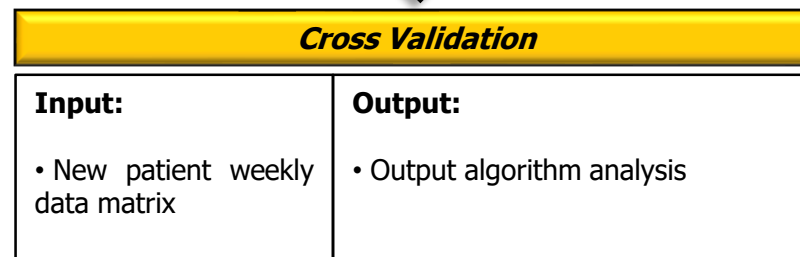 Cross Validation
Input:
• New patient weekly
data matrix
Output:
• Output algorithm analysis